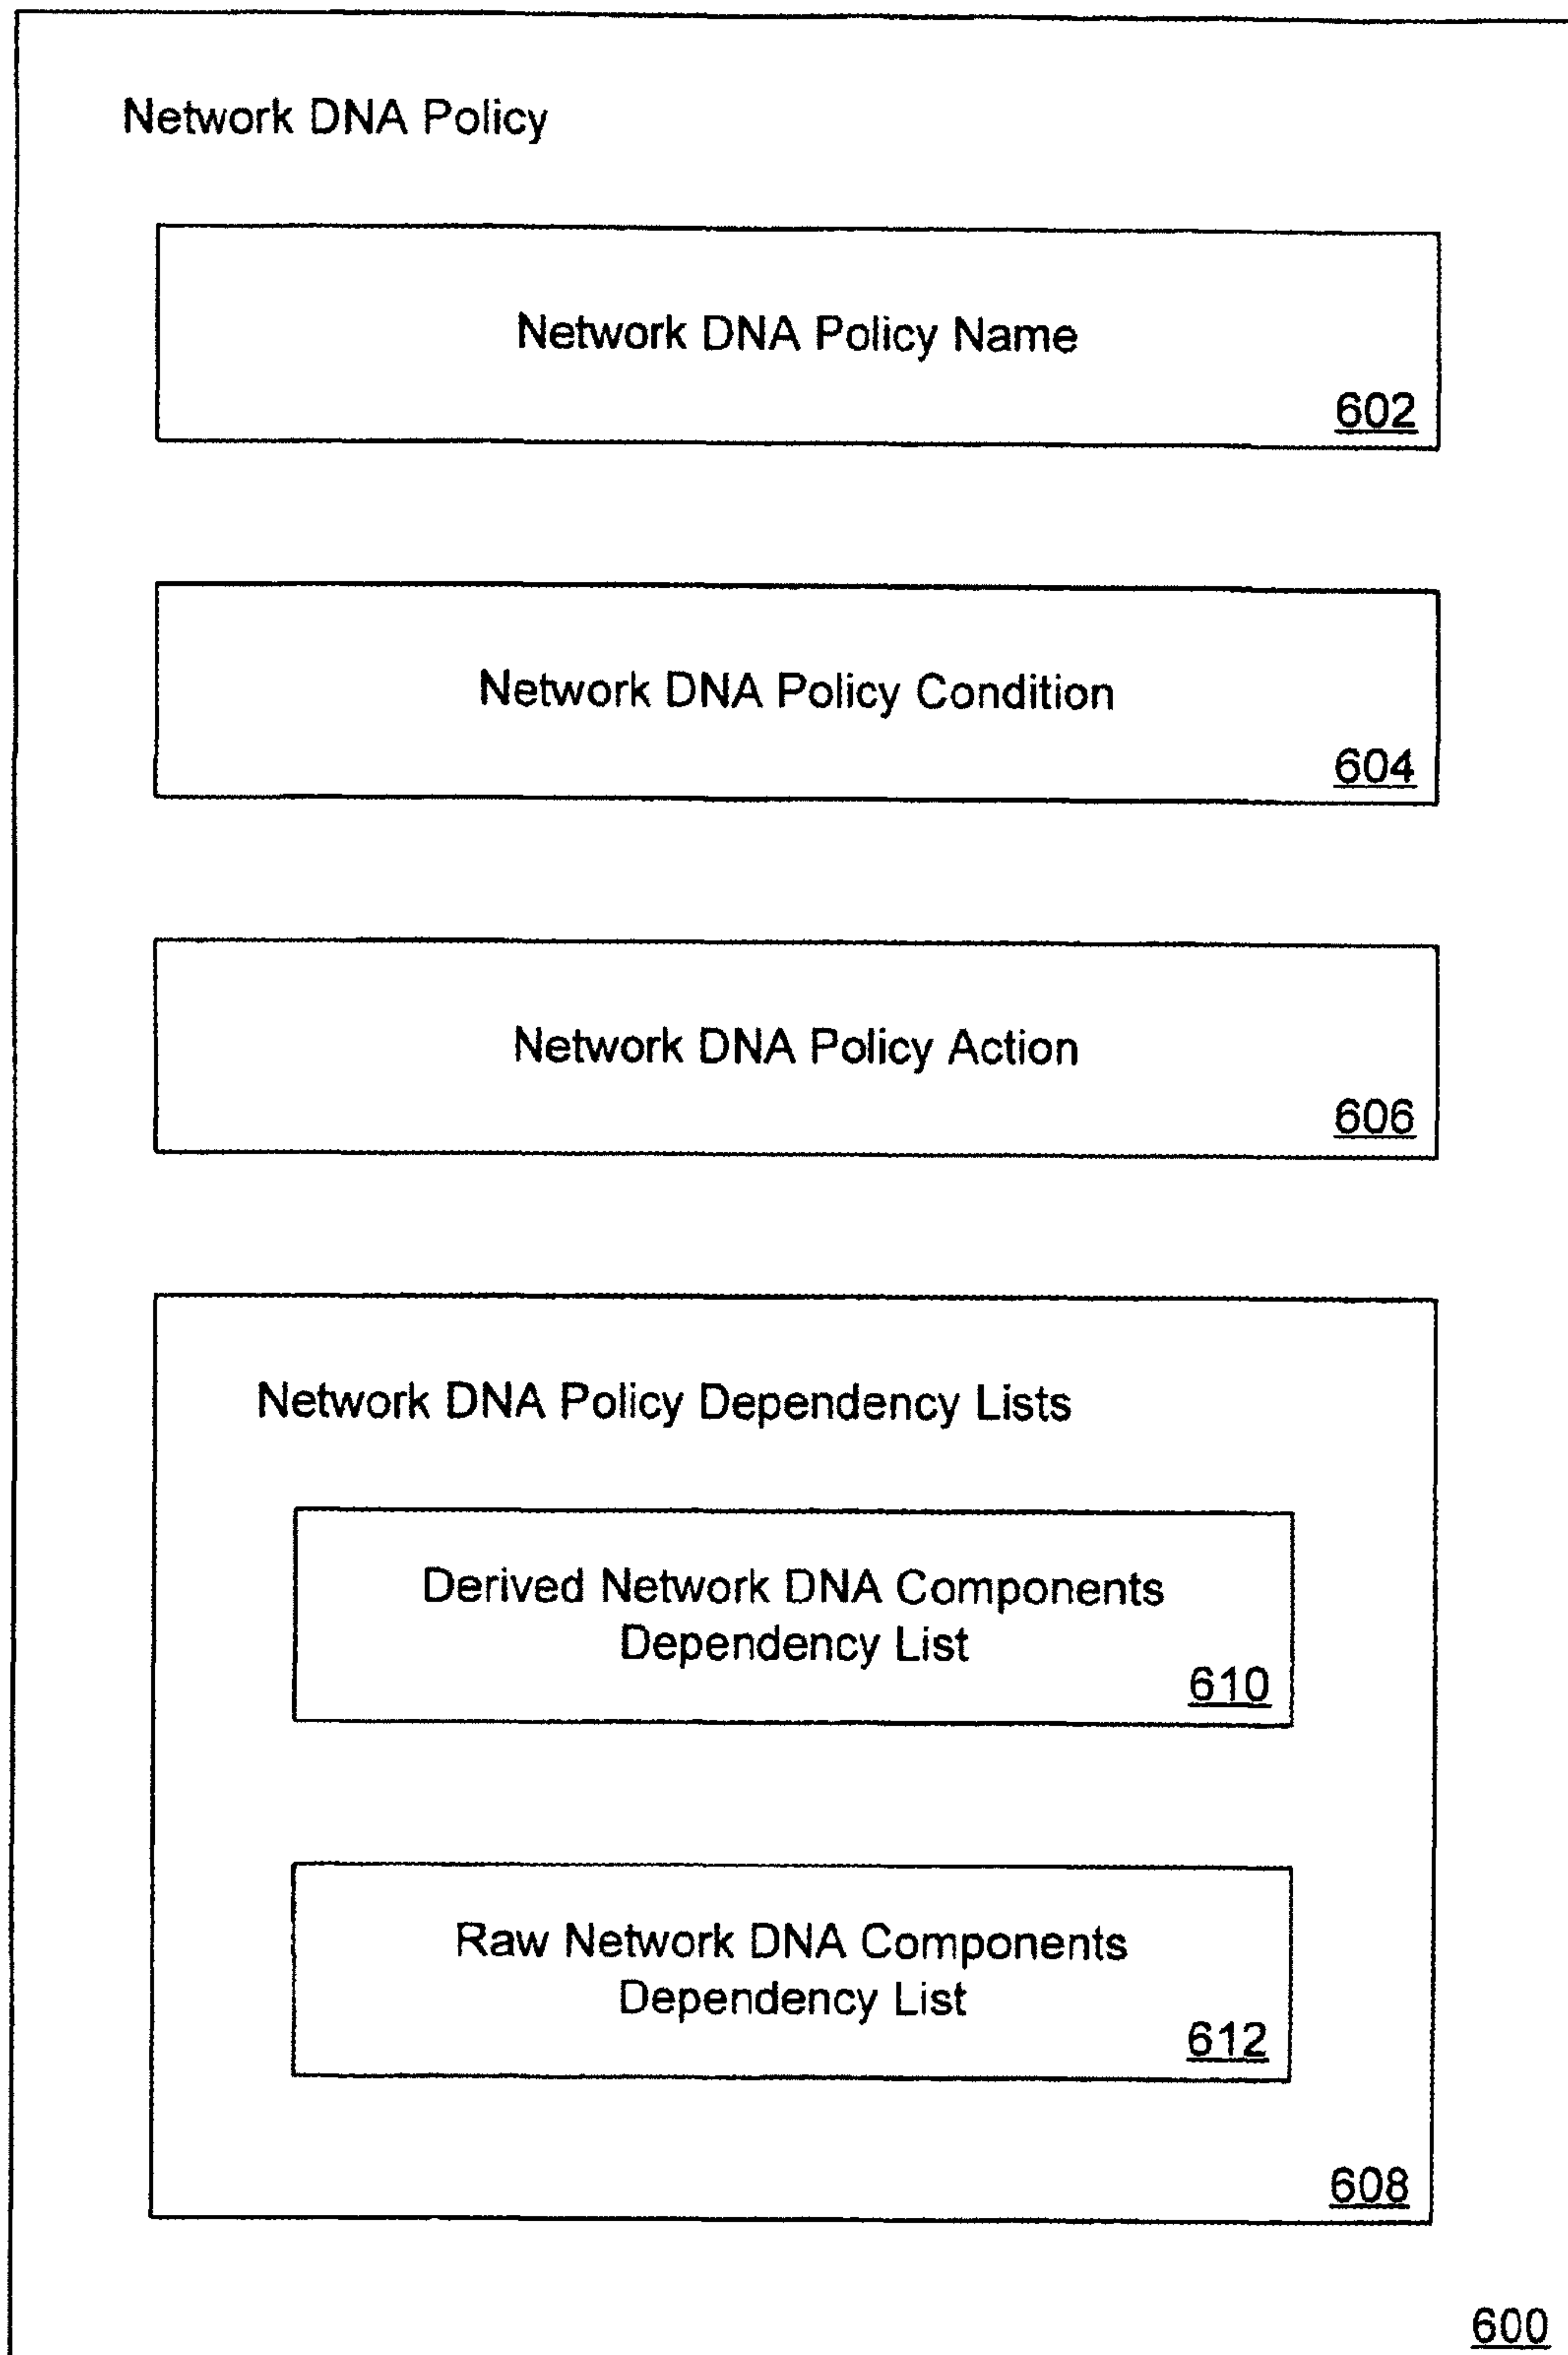 Network DNA Policy
Network DNA Policy Name
602
Network DNA Policy Condition
604
Network DNA Policy Action
606
Network DNA Policy Dependency Lists
Derived Network DNA Components
Dependency List
610
Raw Network DNA Components
Dependency List
612
608
600